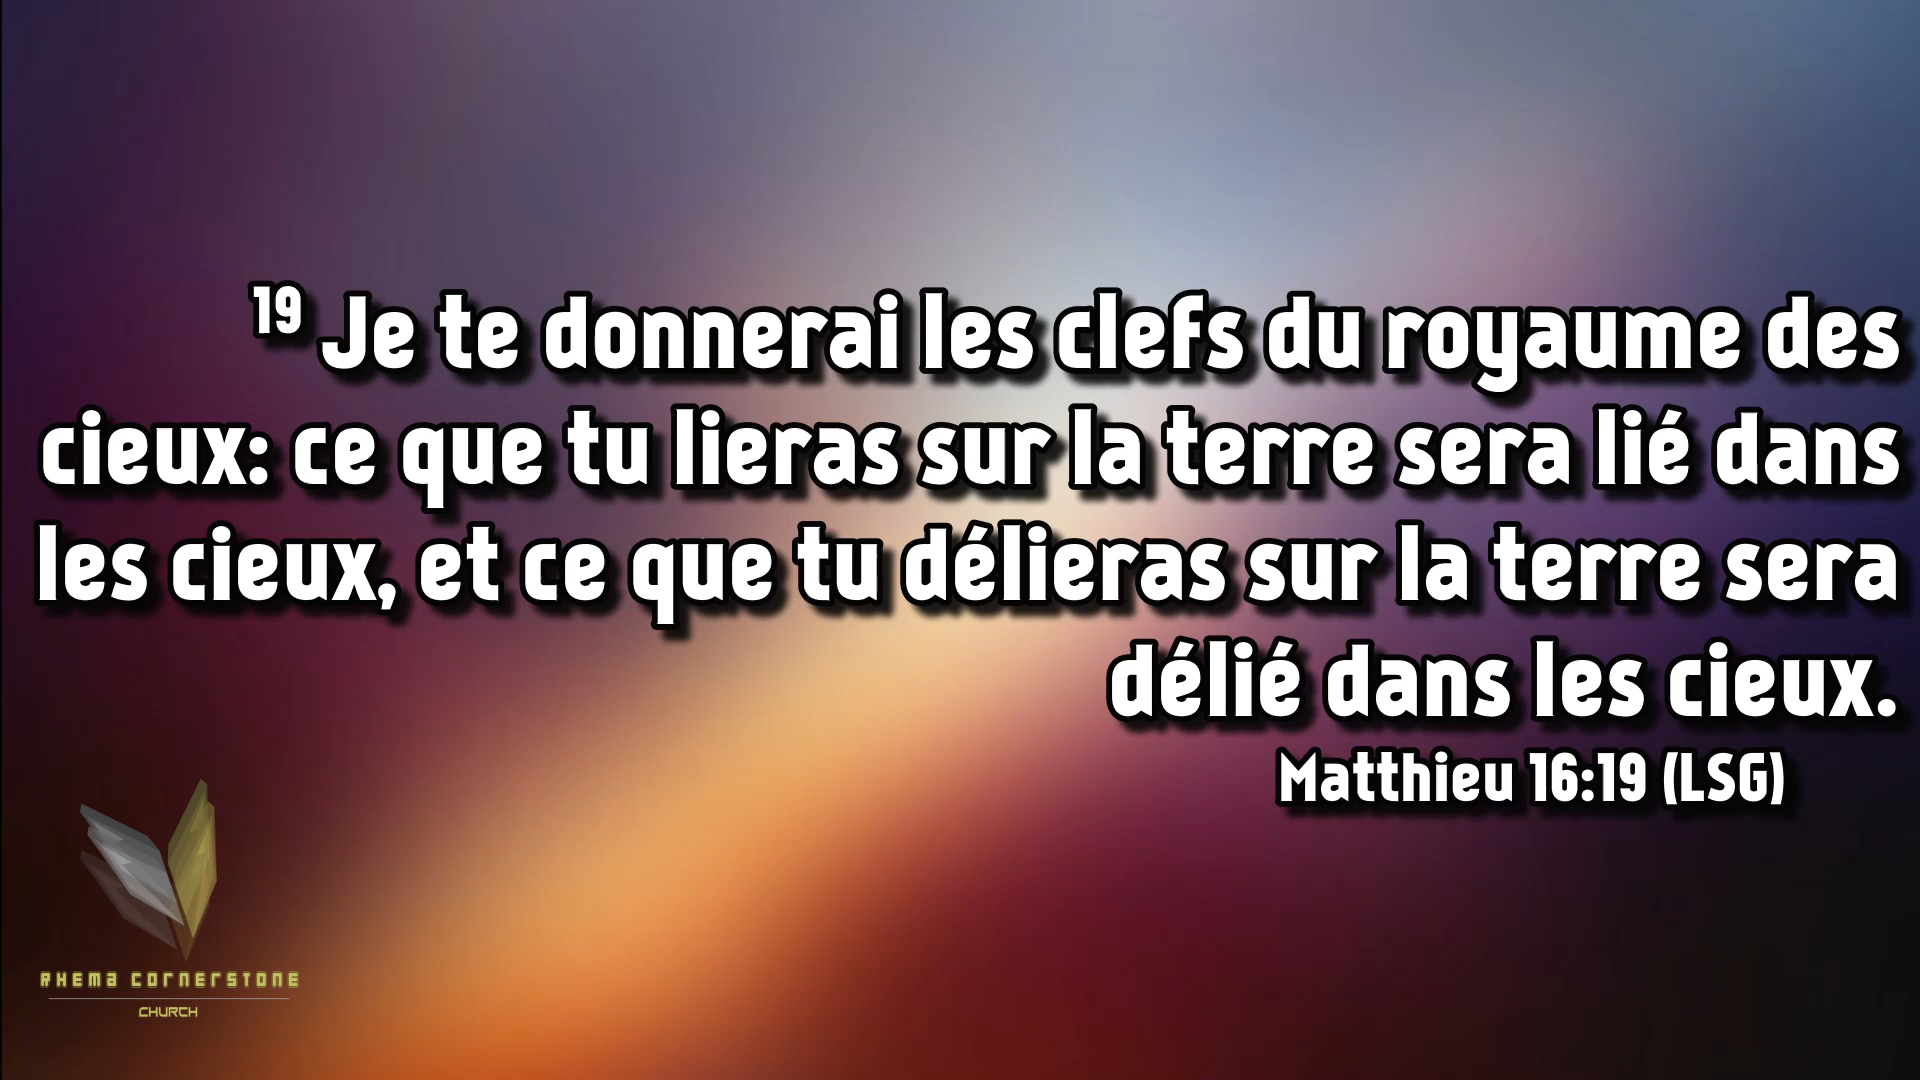 19 Je te donnerai les clefs du royaume des
cieux: ce que tu lieras sur la terre sera lié dans
les cieux, et ce que tu délieras sur la terre sera
délié dans les cieux.
Matthieu 16:19 (LSG)
RHEMA CORNERSTONE
CHURCH